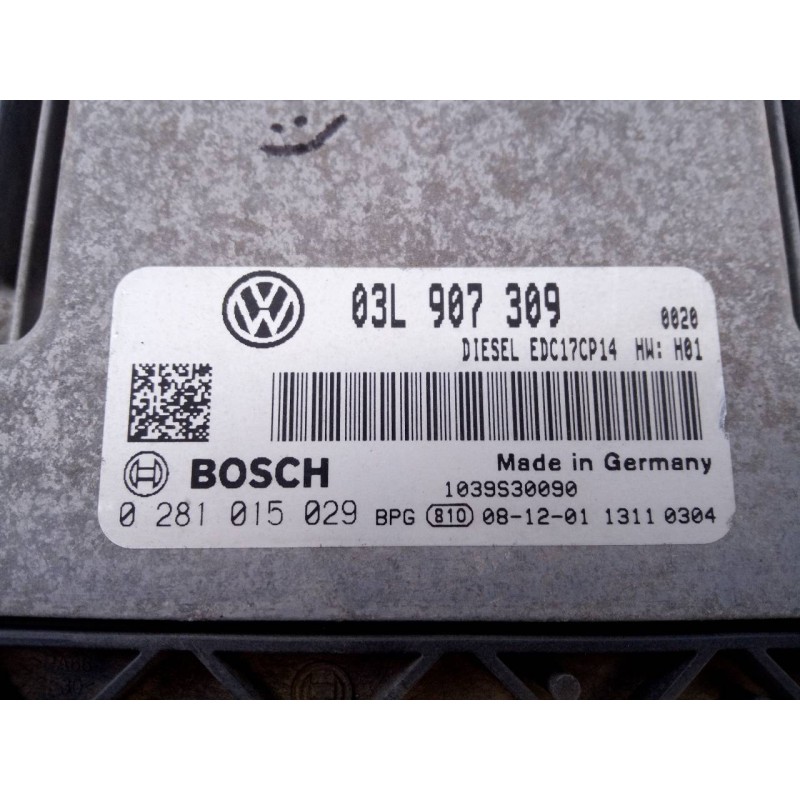 03L 907 309 0020
DIESEL EDC17CP14 HW: H01
BOSCH Made in Germany
1039S30090
0 281 015 029 BPG 810 08-12-01 1311 0304